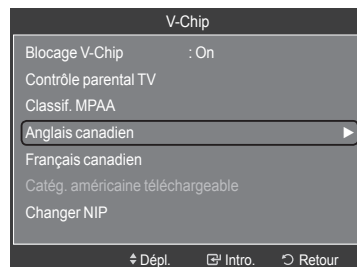 V-Chip
Blocage V-Chip : On
Contrôle parental TV
Classif. MPAA
Anglais canadien
Français canadien
Catég. américaine téléchargeable
Changer NIP
Dépl. Intro. Retour